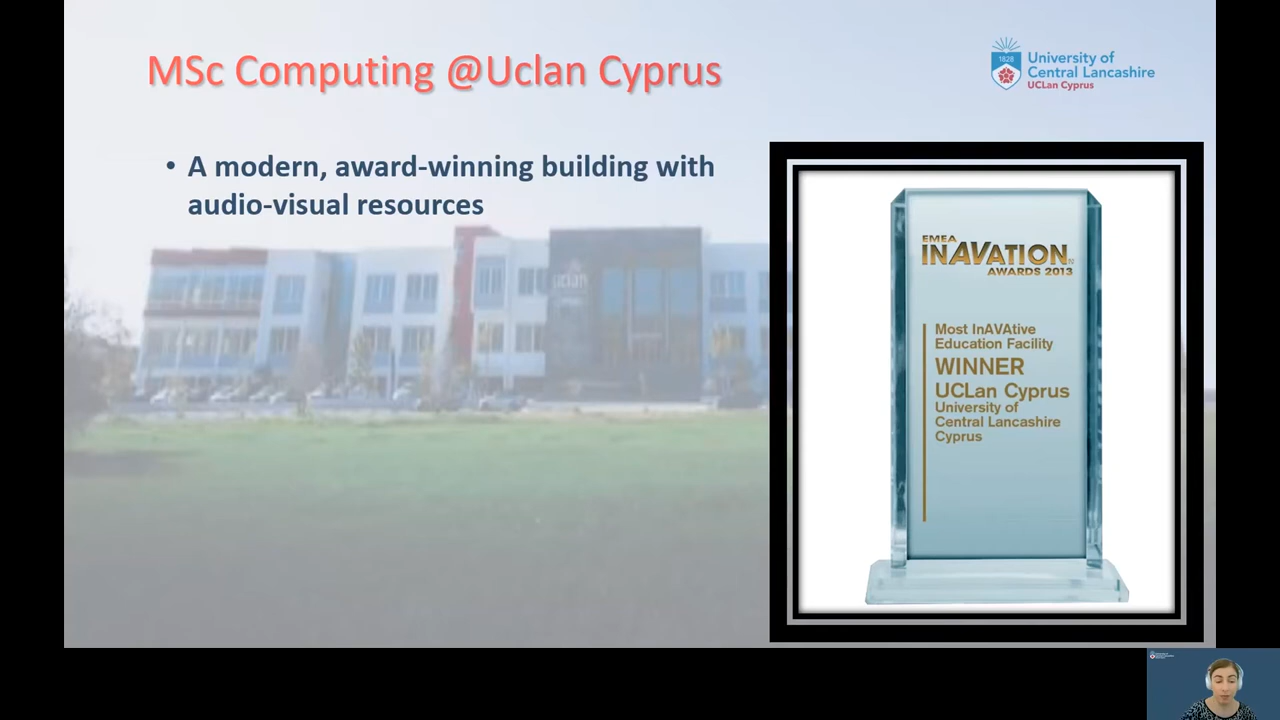 MSc Computing @Uclan Cyprus
1828
University of
Central Lancashire
UCLan Cyprus
• A modern, award-winning building with
audio-visual resources
uclan
EMEA
INAVATION
AWARDS 2013
Most InAVAtive
Education Facility
WINNER
UCLan Cyprus
University of
Central Lancashire
Cyprus